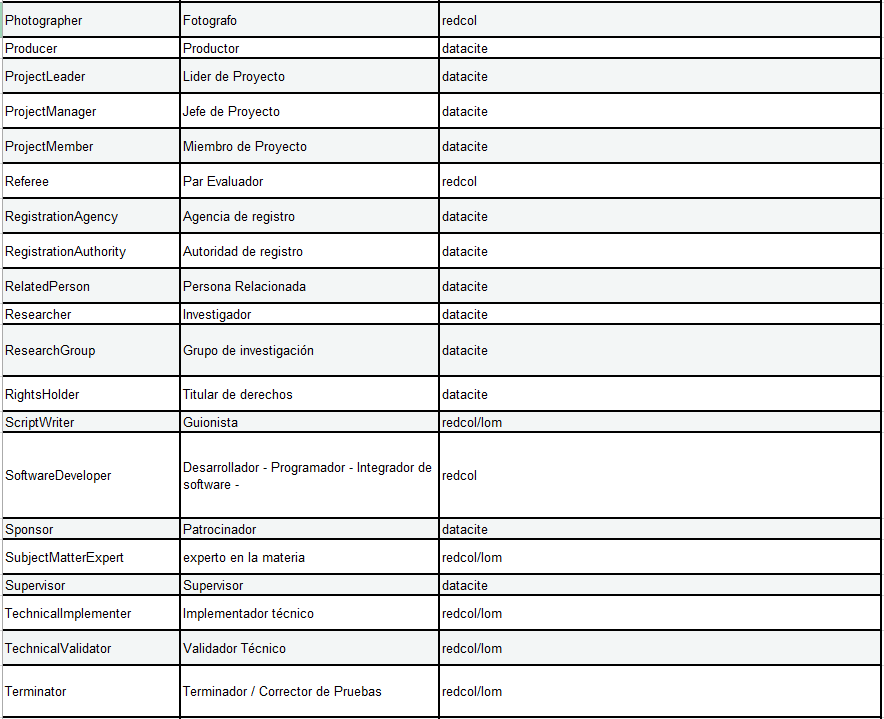 Photographer Fotografo redcol
Producer Productor datacite
ProjectLeader Lider de Proyecto datacite
ProjectManager Jefe de Proyecto datacite
ProjectMember Miembro de Proyecto datacite
Referee Par Evaluador redcol
RegistrationAgency Agencia de registro datacite
RegistrationAuthority Autoridad de registro datacite
RelatedPerson Persona Relacionada datacite
Researcher Investigador datacite
ResearchGroup Grupo de investigación datacite
RightsHolder Titular de derechos datacite
ScriptWriter Guionista redcol/lom
SoftwareDeveloper Desarrollador - Programador - Integrador de
software - redcol
Sponsor Patrocinador datacite
SubjectMatterExpert experto en la materia redcol/lom
Supervisor Supervisor datacite
TechnicalImplementer Implementador técnico redcol/lom
TechnicalValidator Validador Técnico redcol/lom
Terminator Terminador / Corrector de Pruebas redcol/lom